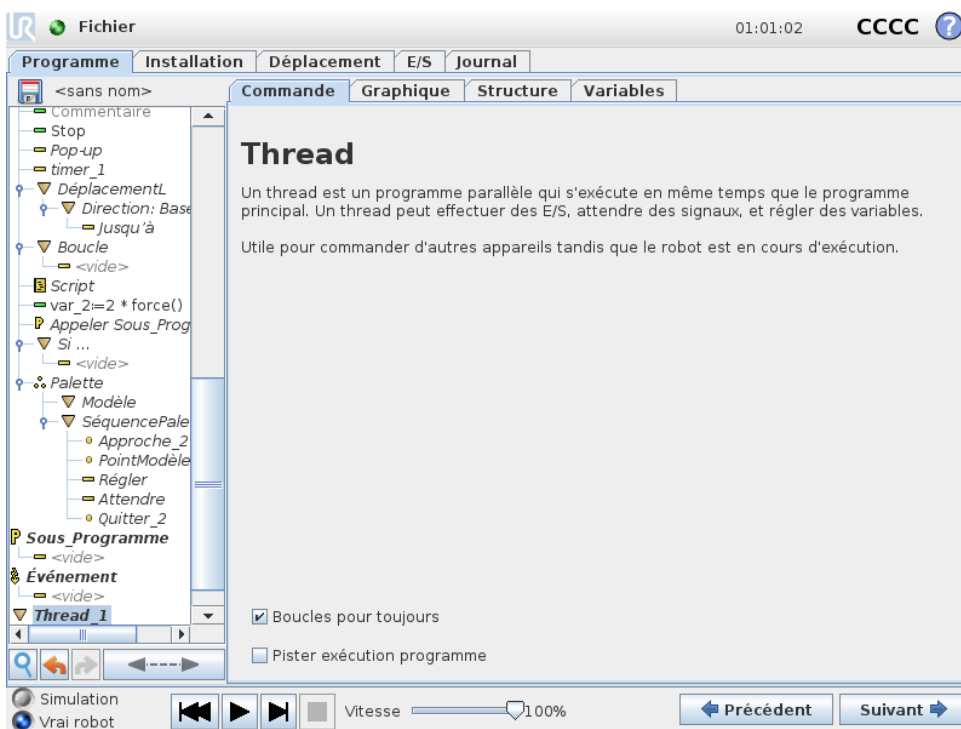 UR Fichier 01:01:02 CCCC ?
Programme Installation Déplacement E/S Journal
<sans nom>
Commande Graphique Structure Variables
Commentaire
Stop
Pop-up
timer_1
DéplacementL
Direction: Base
Jusqu'à
Boucle
<vide>
Script
var_2:=2 * force()
P Appeler Sous_Prog
Si ...
<vide>
Palette
Modèle
SéquencePale
Approche_2
PointModèle
Régler
Attendre
Quitter_2
P Sous_Programme
<vide>
Événement
<vide>
Thread_1
Thread
Un thread est un programme parallèle qui s'exécute en même temps que le programme
principal. Un thread peut effectuer des E/S, attendre des signaux, et régler des variables.
Utile pour commander d'autres appareils tandis que le robot est en cours d'exécution.
Boucles pour toujours
Pister exécution programme
Simulation
Vrai robot
Vitesse 100%
Précédent Suivant